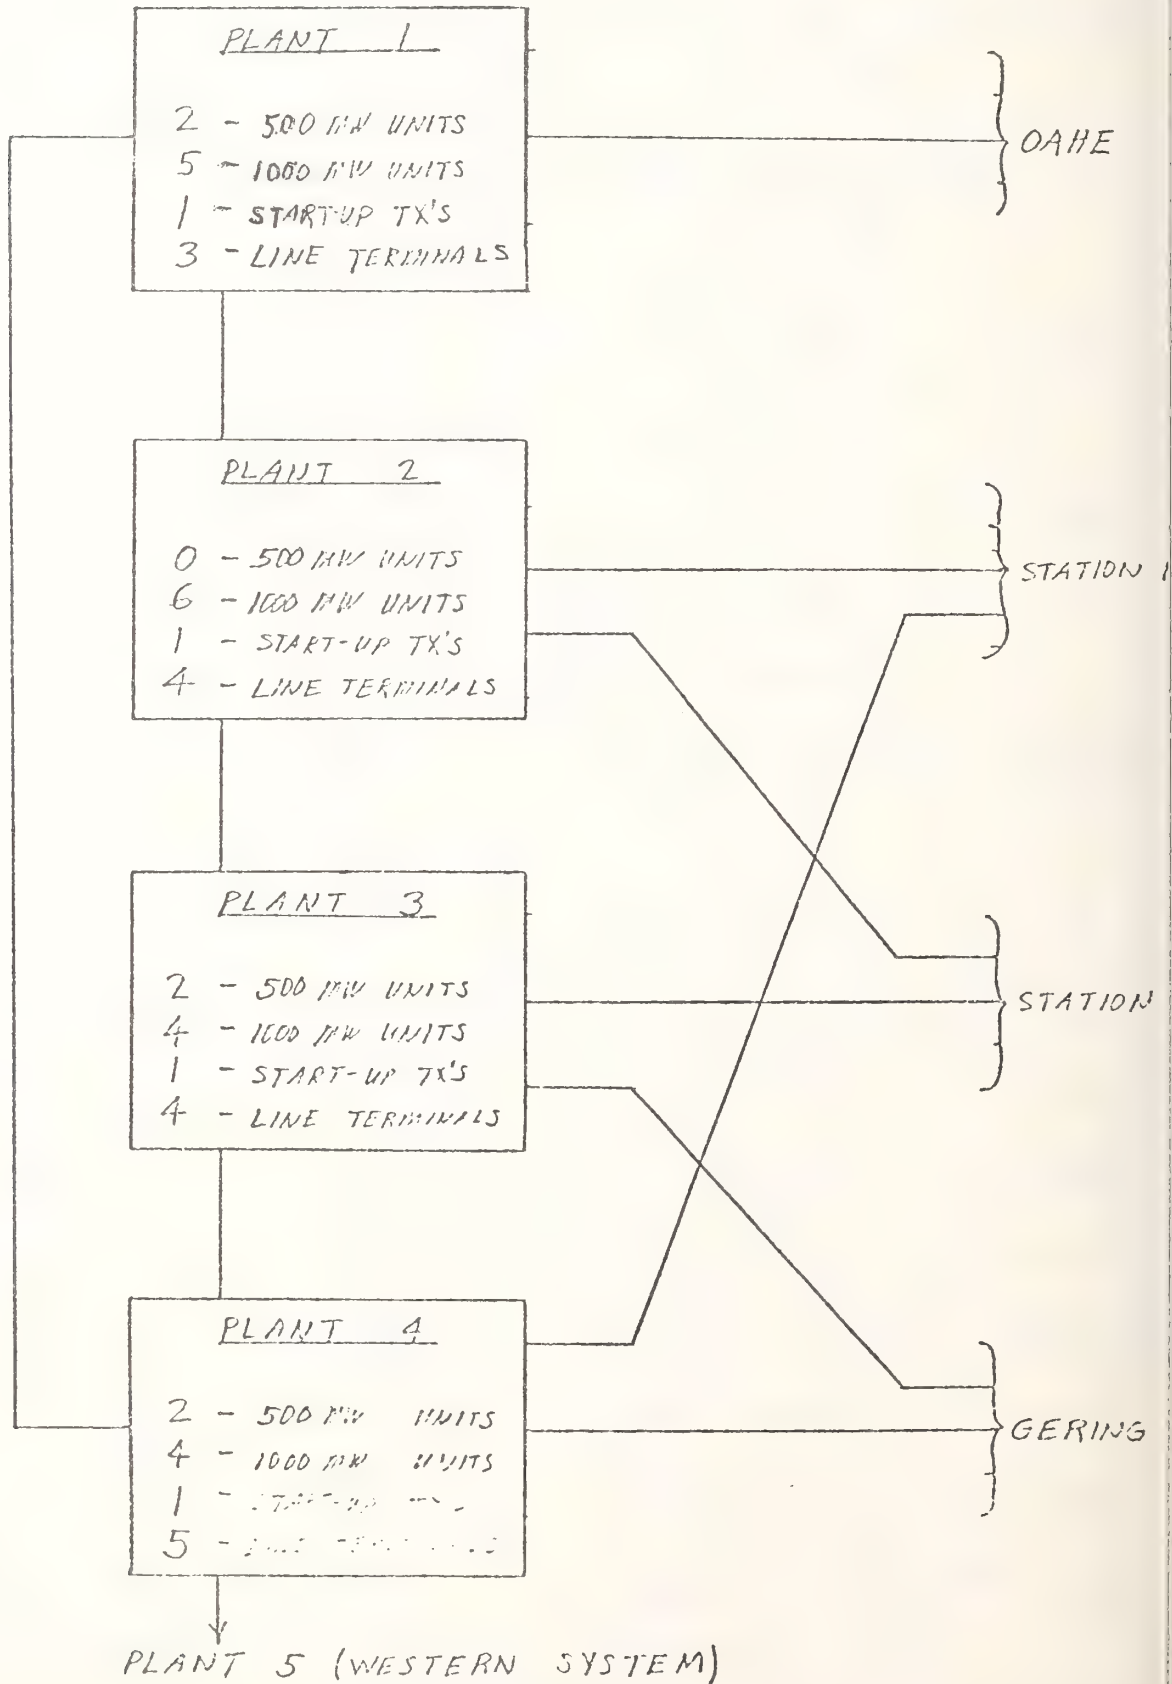 PLANT 1
2 - 500 MW UNITS
5 - 1000 MW UNITS
1 - START-UP TX'S
3 - LINE TERMINALS
OAHE
PLANT 2
0 - 500 MW UNITS
6 - 1000 MW UNITS
1 - START-UP TX'S
4 - LINE TERMINALS
STATION 1
PLANT 3
2 - 500 MW UNITS
4 - 1000 MW UNITS
1 - START-UP TX'S
4 - LINE TERMINALS
STATION
PLANT 4
2 - 500 MW UNITS
4 - 1000 MW UNITS
1 - START-UP
5 -
GERING
PLANT 5 (WESTERN SYSTEM)